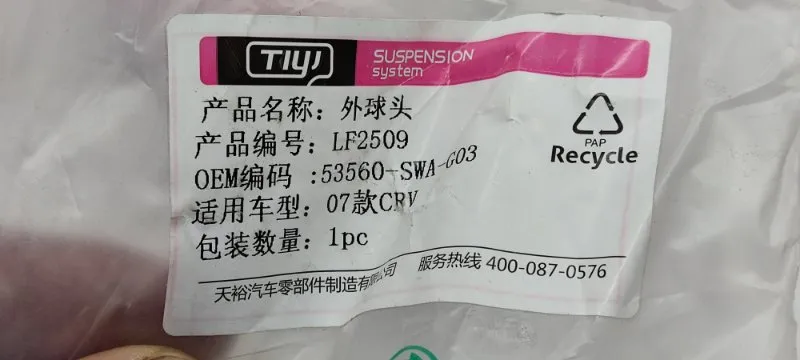 TIYJ
SUSPENSION
system
产品名称：外球头
产品编号：LF2509
OEM编码 :53560-SWA-G03
适用车型：07款CRV
包装数量：1pc
PAP
Recycle
天裕汽车零部件制造有限公司 服务热线 400-087-0576